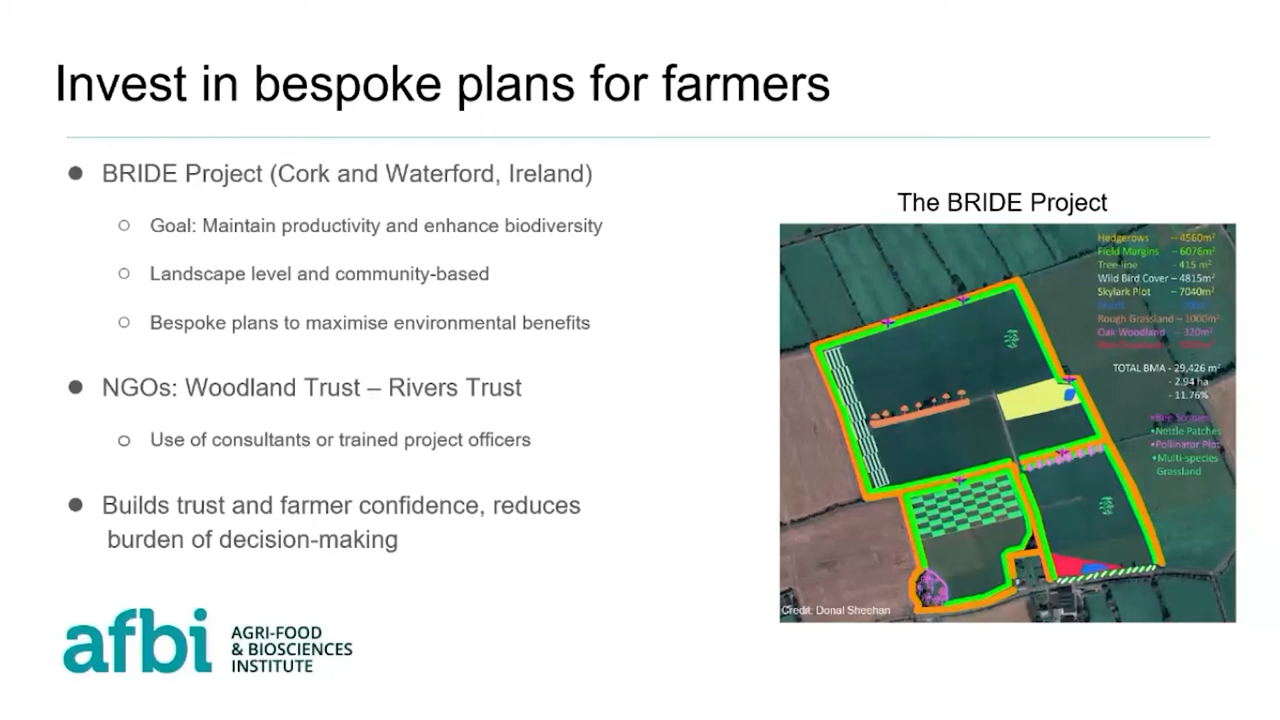 Invest in bespoke plans for farmers
● BRIDE Project (Cork and Waterford, Ireland)
○ Goal: Maintain productivity and enhance biodiversity
○ Landscape level and community-based
○ Bespoke plans to maximise environmental benefits
● NGOs: Woodland Trust – Rivers Trust
○ Use of consultants or trained project officers
● Builds trust and farmer confidence, reduces
burden of decision-making
The BRIDE Project
Hedgerows – 4560m²
Field Margins – 6076m²
Tree-line - 415 m²
Wild Bird Cover – 4815m²
Skylark Plot – 7040m²
Rough Grassland – 1000m²
Oak Woodland - 320m²
TOTAL BMA - 29,426 m²
- 2.94 ha
- 11.76%
•Nettle Patches
•Pollinator Plot
•Multi-species
Grassland
Credit: Donal Sheehan
afbi
AGRI-FOOD
& BIOSCIENCES
INSTITUTE